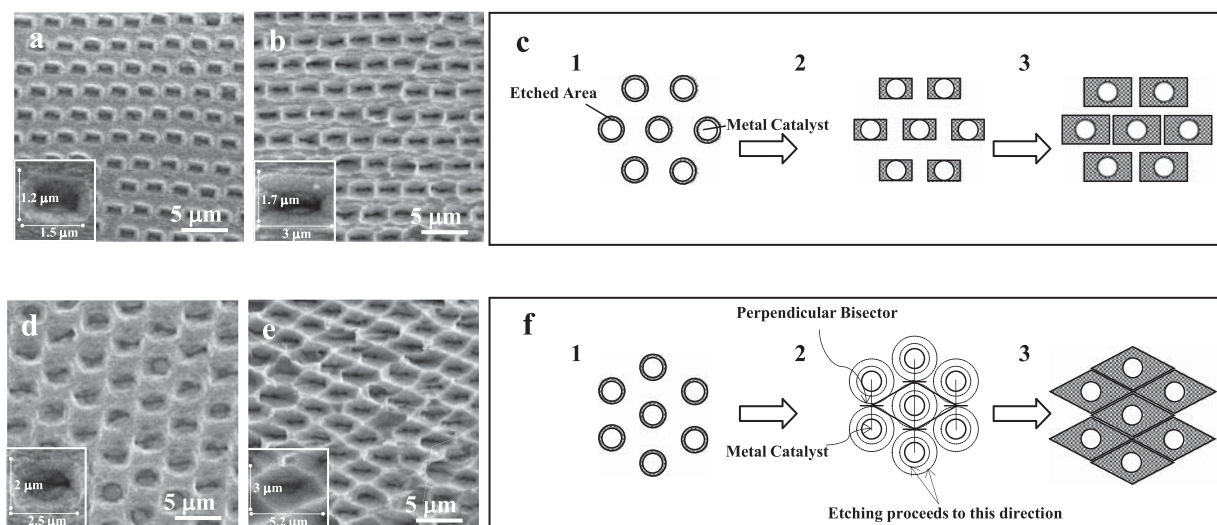 a
1.2 μm
1.5 μm
5 μm
b
1.7 μm
3 μm
5 μm
c
1
2
3
Etched Area
Metal Catalyst
d
2 μm
2.5 μm
5 μm
e
3 μm
5.2 μm
5 μm
f
Perpendicular Bisector
1
2
3
Metal Catalyst
Etching proceeds to this direction